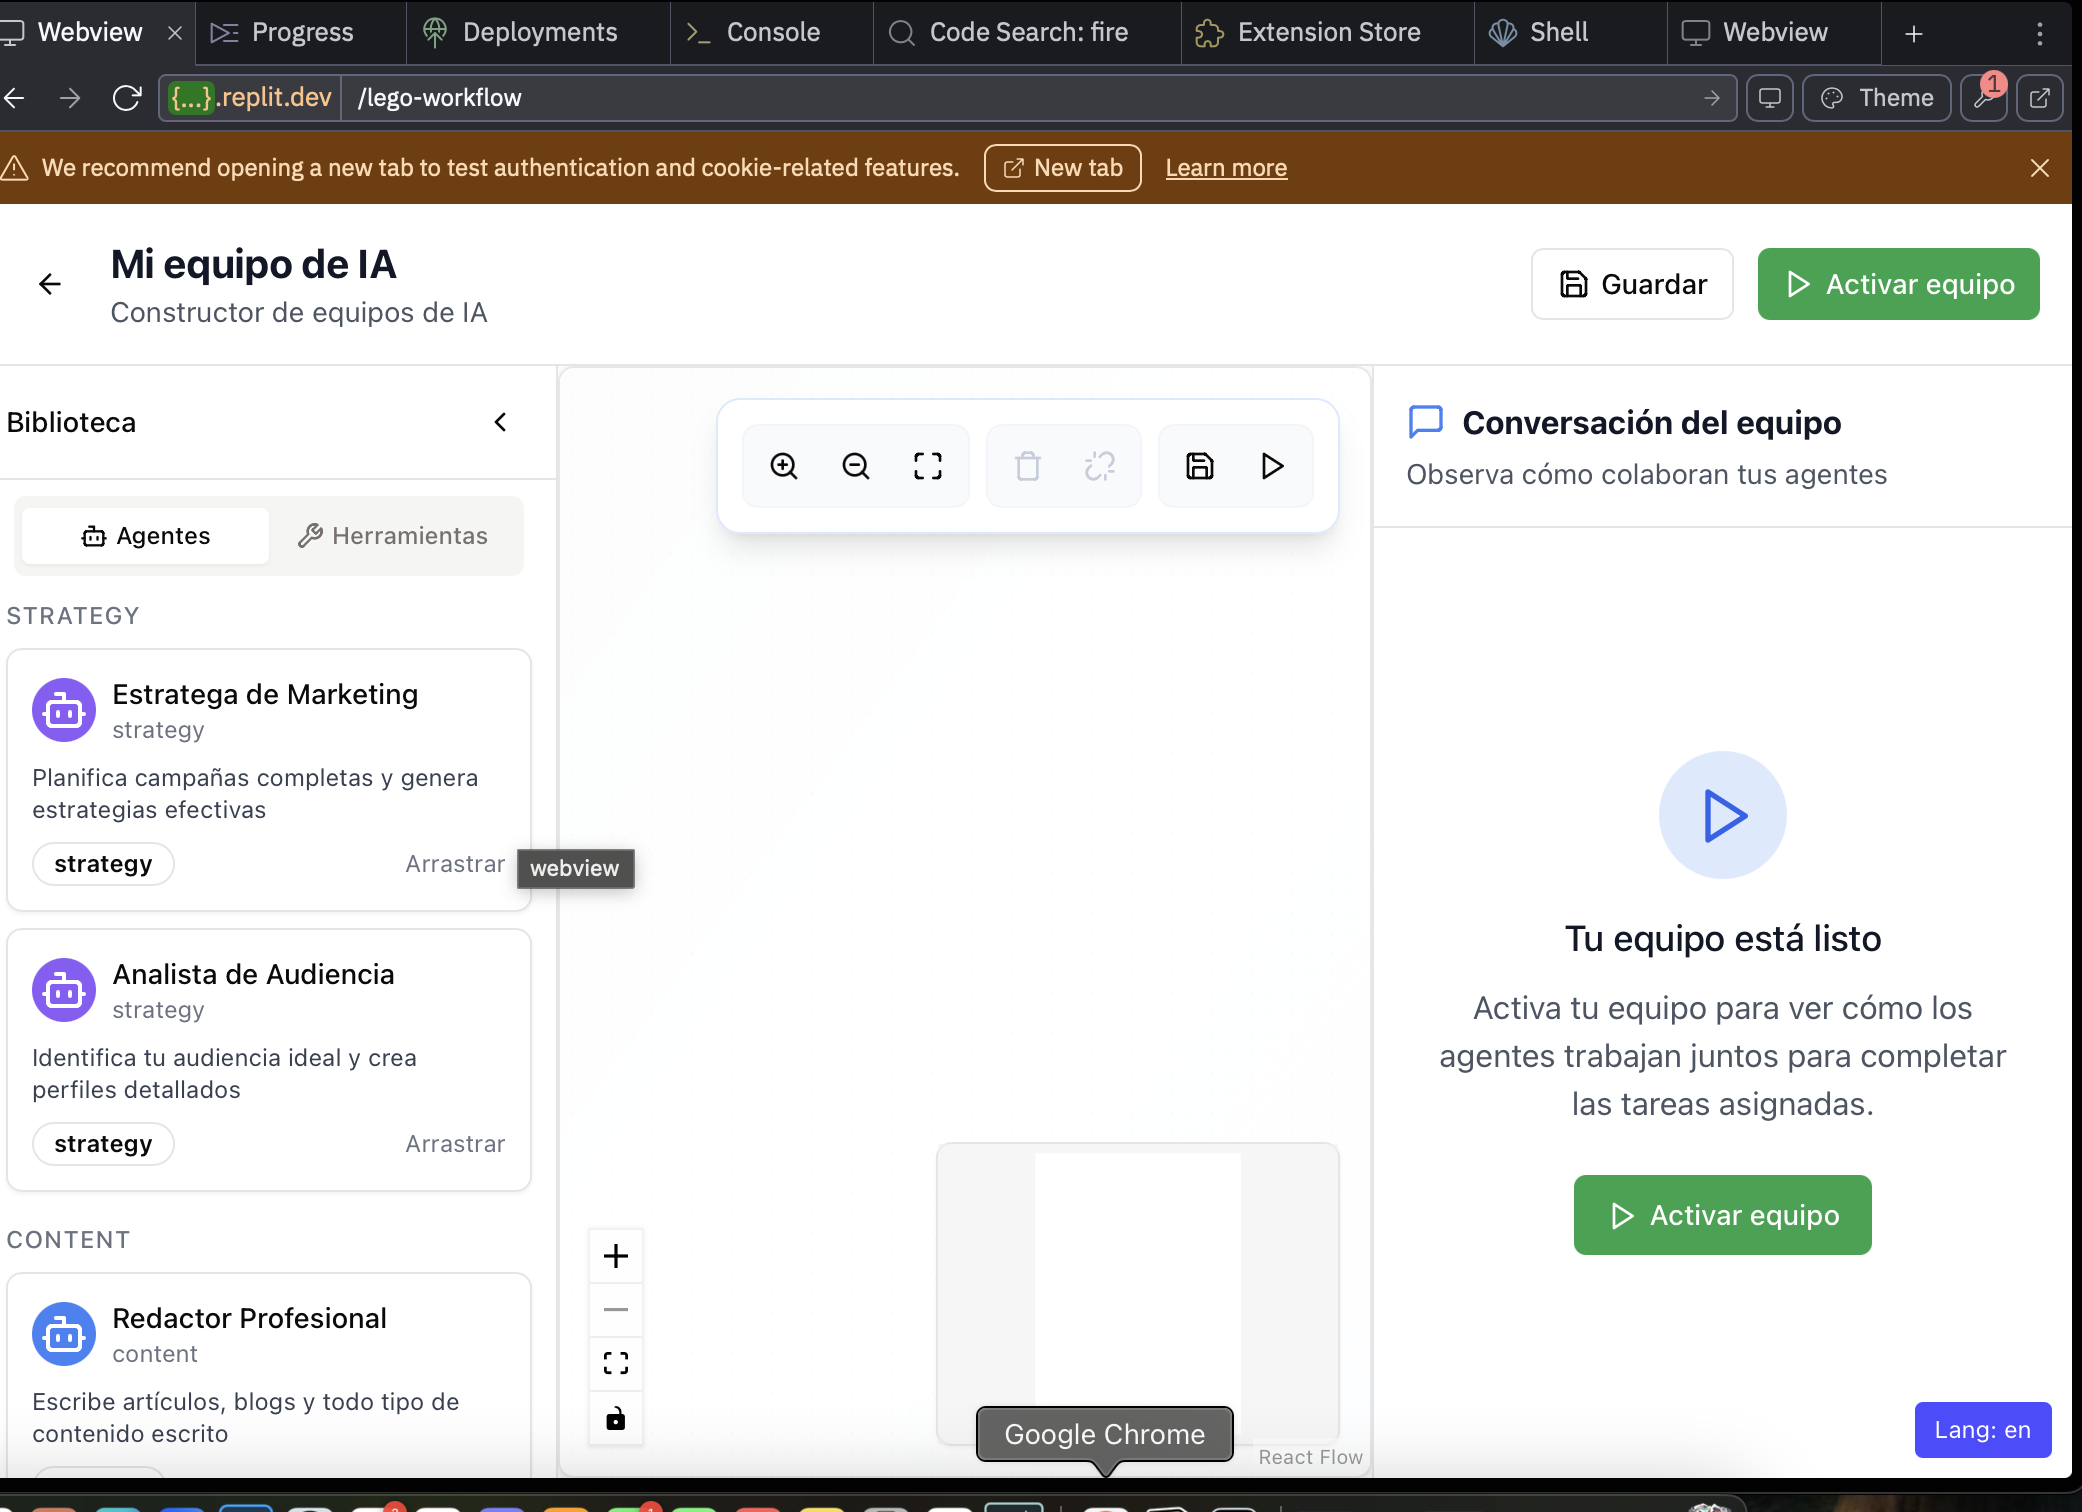 Webview
Progress
Deployments
Console
Code Search: fire
Extension Store
Shell
Webview
{...}.replit.dev
/lego-workflow
Theme
1
We recommend opening a new tab to test authentication and cookie-related features.
New tab
Learn more
Mi equipo de IA
Constructor de equipos de IA
Guardar
Activar equipo
Biblioteca
Agentes
Herramientas
STRATEGY
Estratega de Marketing
strategy
Planifica campañas completas y genera
estrategias efectivas
strategy
Arrastrar
webview
Analista de Audiencia
strategy
Identifica tu audiencia ideal y crea
perfiles detallados
strategy
Arrastrar
CONTENT
Redactor Profesional
content
Escribe artículos, blogs y todo tipo de
contenido escrito
Conversación del equipo
Observa cómo colaboran tus agentes
Tu equipo está listo
Activa tu equipo para ver cómo los
agentes trabajan juntos para completar
las tareas asignadas.
Activar equipo
Google Chrome
React Flow
Lang: en